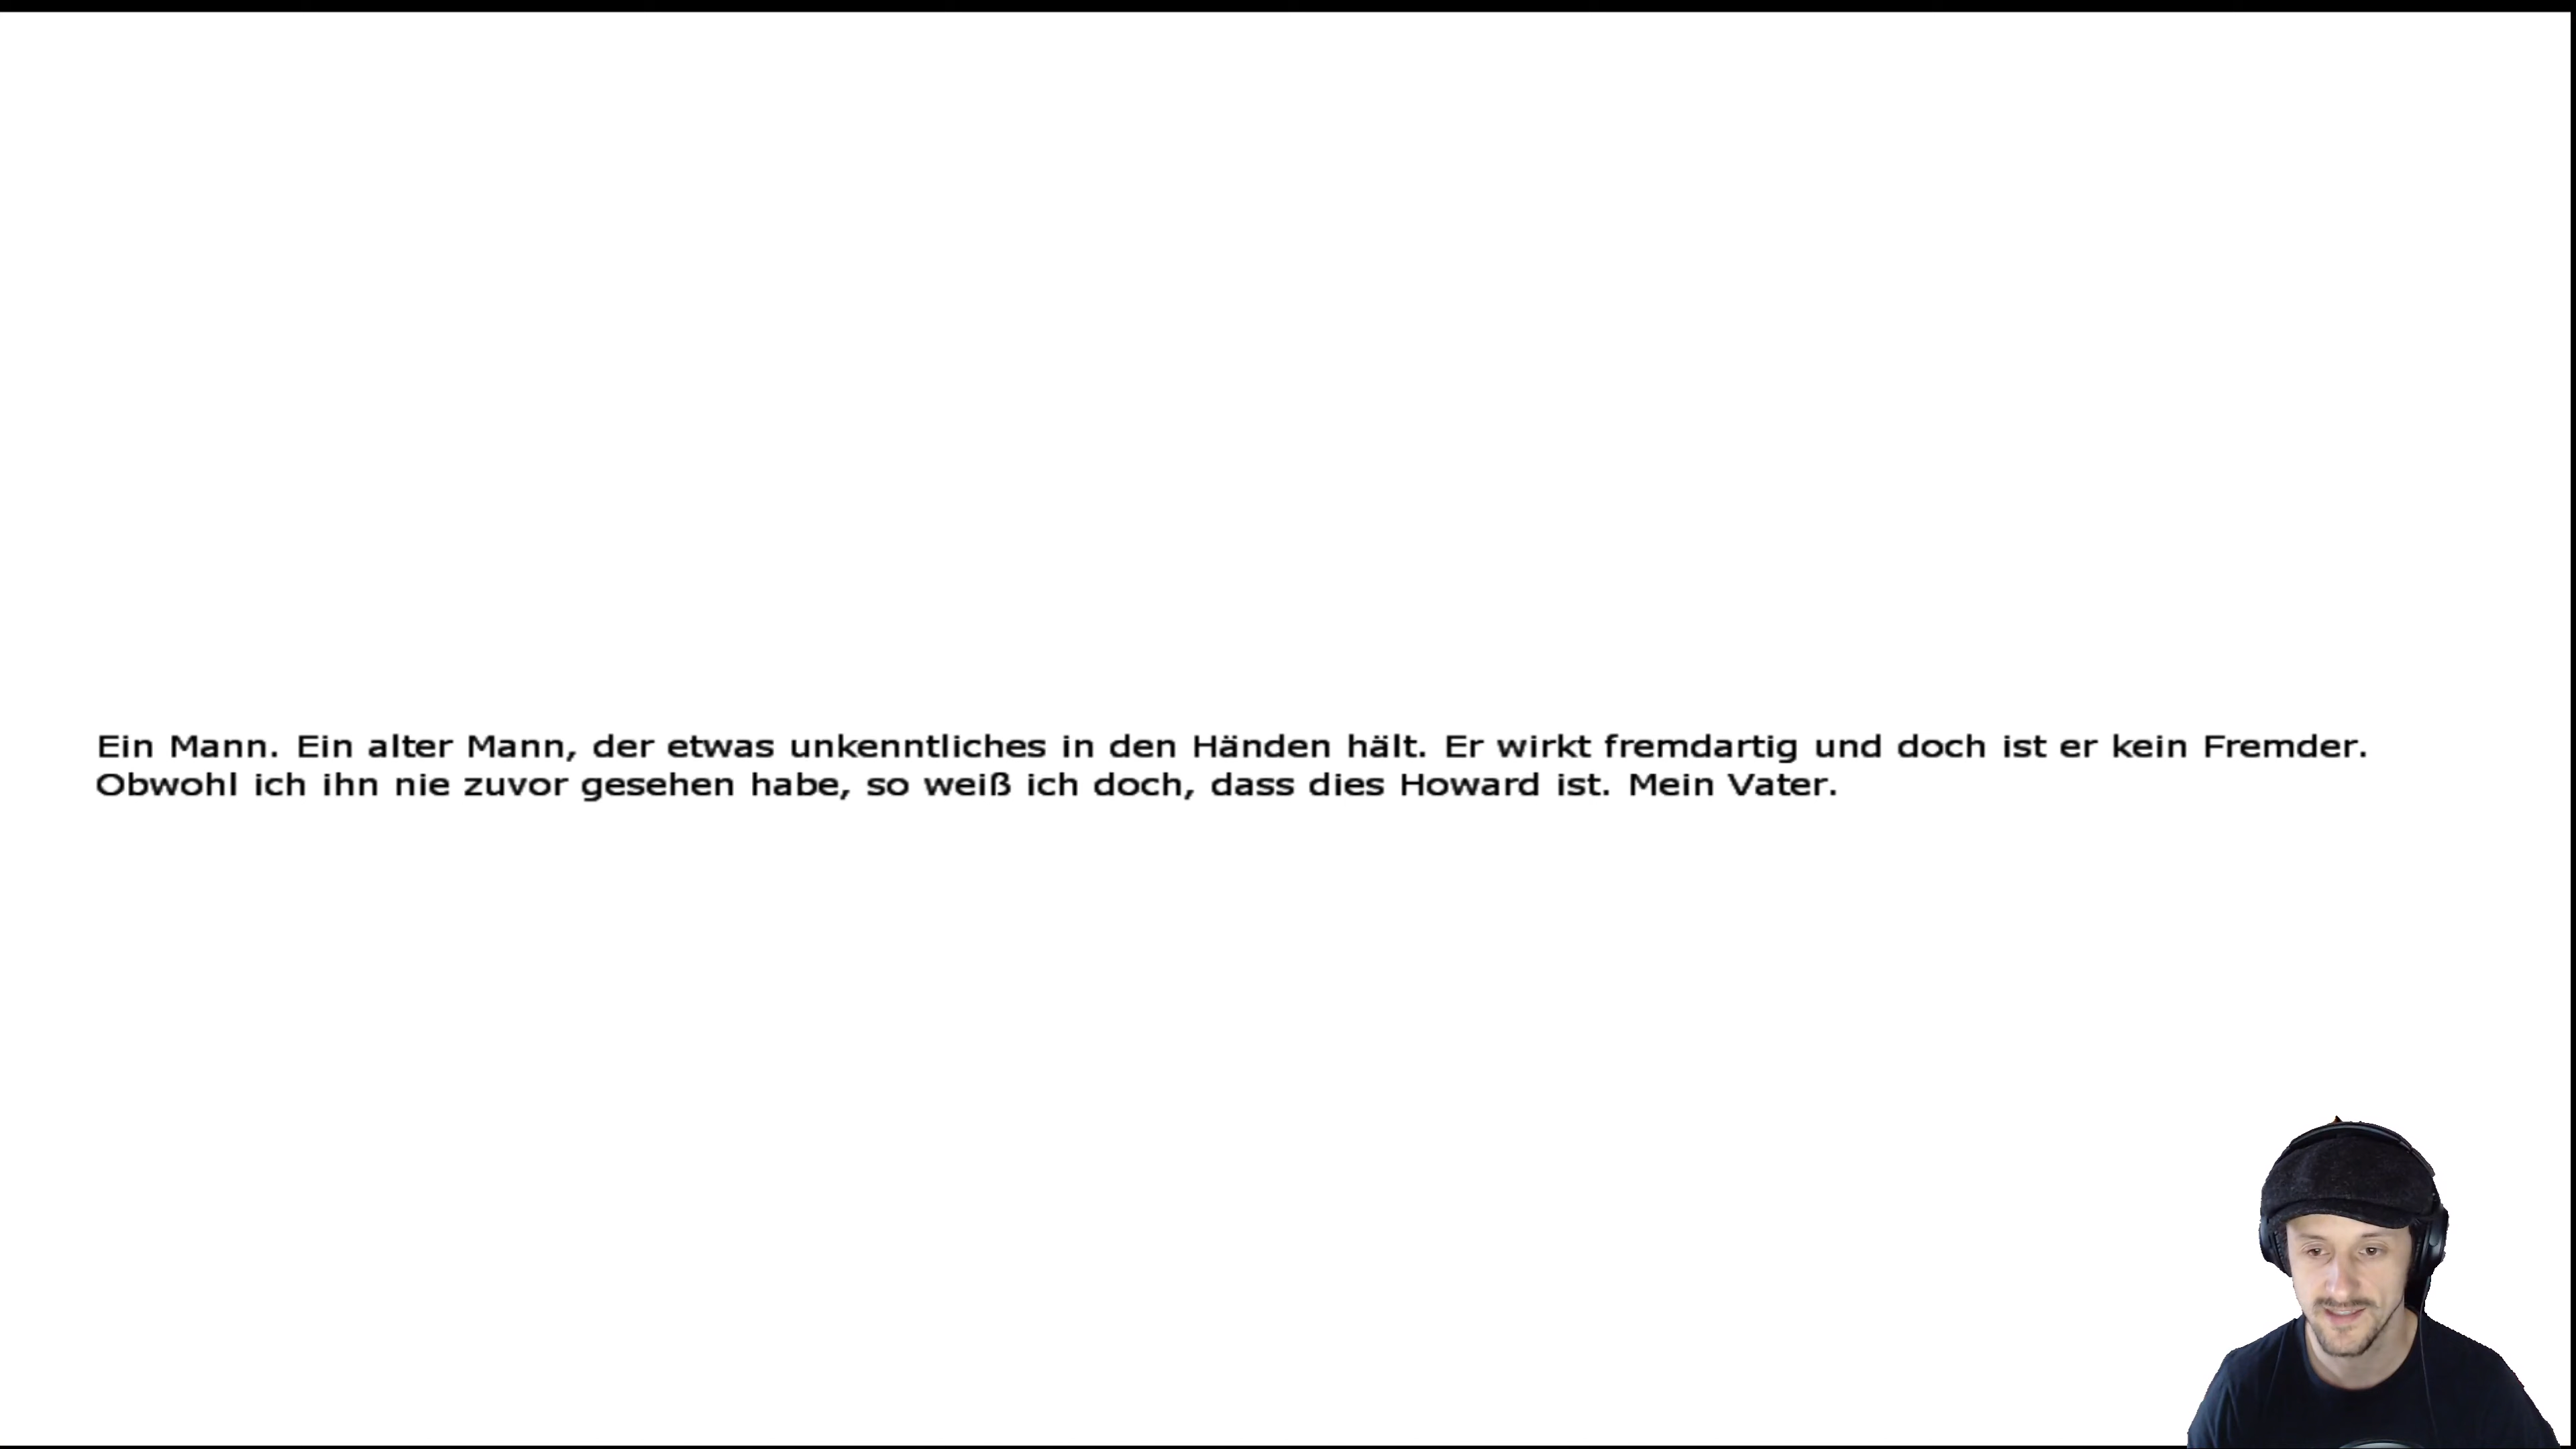 Ein Mann. Ein alter Mann, der etwas unkenntliches in den Händen hält. Er wirkt fremdartig und doch ist er kein Fremder.
Obwohl ich ihn nie zuvor gesehen habe, so weiß ich doch, dass dies Howard ist. Mein Vater.